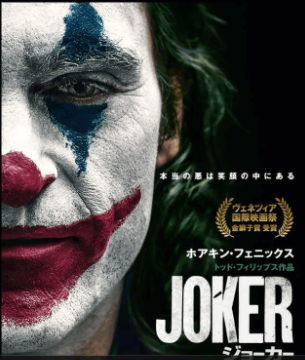 本当の悪は笑顔の中にある
ヴェネツィア
国際映画祭
金獅子賞 受賞
ホアキン・フェニックス
トッド・フィリップス作品
JOKER
ジョーカー